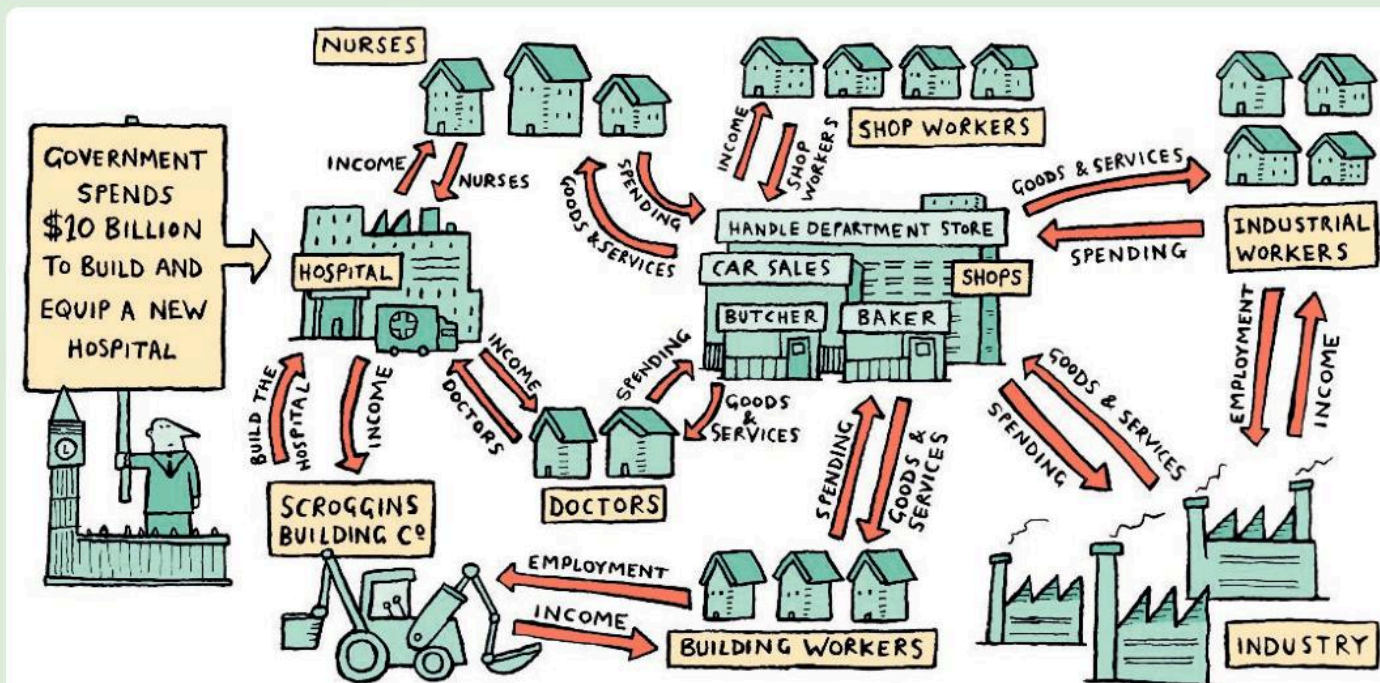 GOVERNMENT
SPENDS
$10 BILLION
TO BUILD AND
EQUIP A NEW
HOSPITAL
NURSES
INCOME
NURSES
HOSPITAL
BUILD THE
HOSPITAL
INCOME
SCROGGINS
BUILDING Cº
INCOME
DOCTORS
DOCTORS
SPENDING
GOODS
&
SERVICES
SPENDING
GOODS & SERVICES
INCOME
SHOP
WORKERS
SHOP WORKERS
HANDLE DEPARTMENT STORE
CAR SALES
SHOPS
BUTCHER
BAKER
GOODS & SERVICES
SPENDING
INDUSTRIAL
WORKERS
EMPLOYMENT
INCOME
GOODS & SERVICES
SPENDING
SPENDING
GOODS &
SERVICES
EMPLOYMENT
INCOME
BUILDING WORKERS
INDUSTRY
L